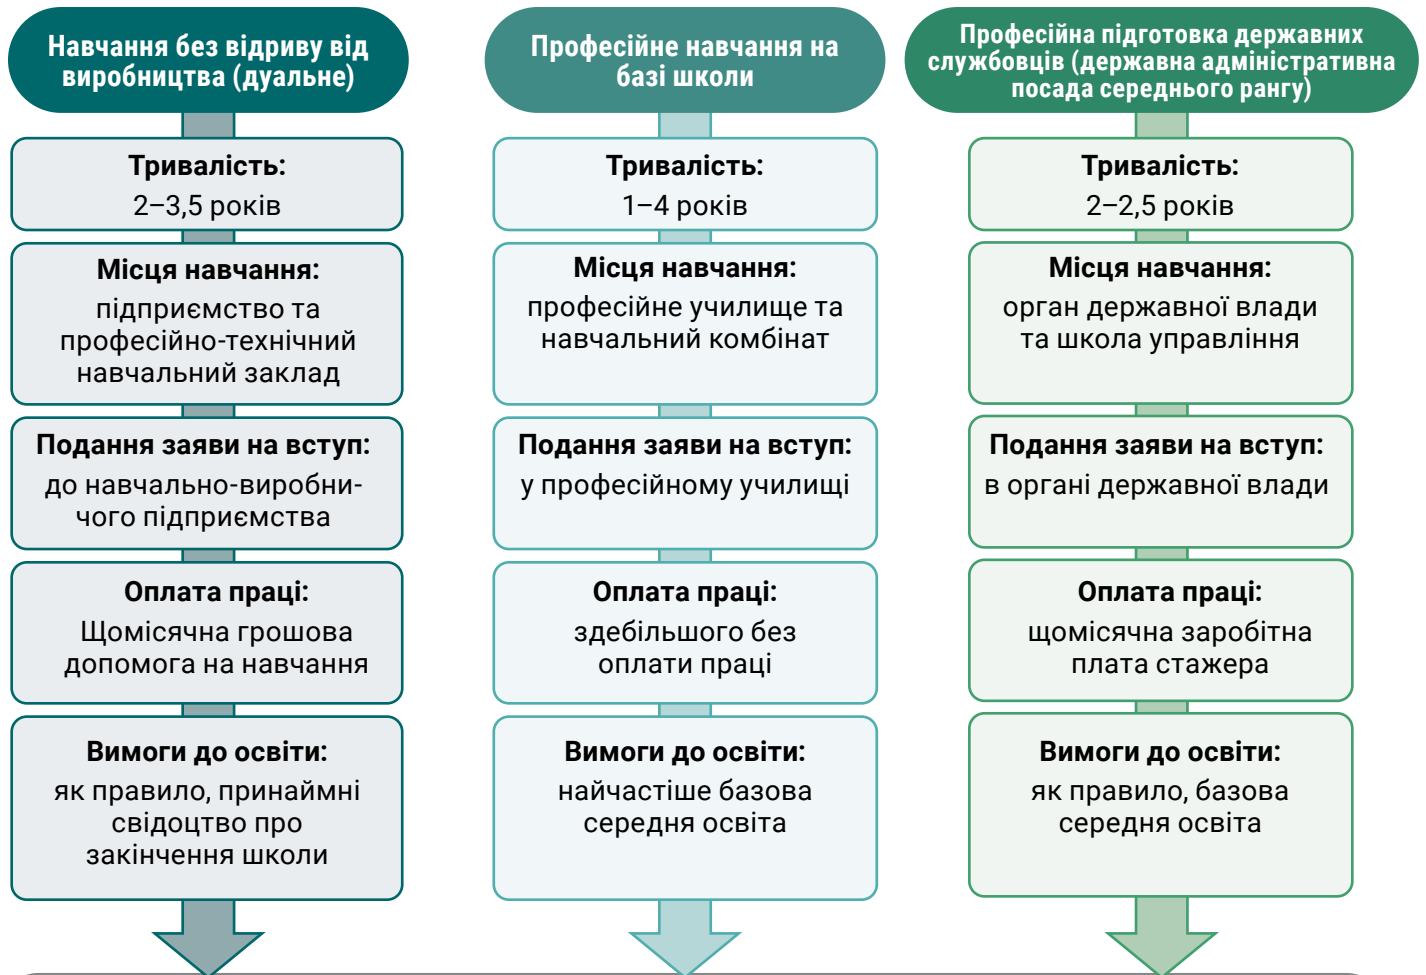 Навчання без відриву від
виробництва (дуальне)
Тривалість:
2–3,5 років
Місця навчання:
підприємство та
професійно-технічний
навчальний заклад
Подання заяви на вступ:
до навчально-виробни-
чого підприємства
Оплата праці:
Щомісячна грошова
допомога на навчання
Вимоги до освіти:
як правило, принаймні
свідоцтво про
закінчення школи
Професійне навчання на
базі школи
Тривалість:
1–4 років
Місця навчання:
професійне училище та
навчальний комбінат
Подання заяви на вступ:
у професійному училищі
Оплата праці:
здебільшого без
оплати праці
Вимоги до освіти:
найчастіше базова
середня освіта
Професійна підготовка державних
службовців (державна адміністративна
посада середнього рангу)
Тривалість:
2–2,5 років
Місця навчання:
орган державної влади
та школа управління
Подання заяви на вступ:
в органі державної влади
Оплата праці:
щомісячна заробітна
плата стажера
Вимоги до освіти:
як правило, базова
середня освіта